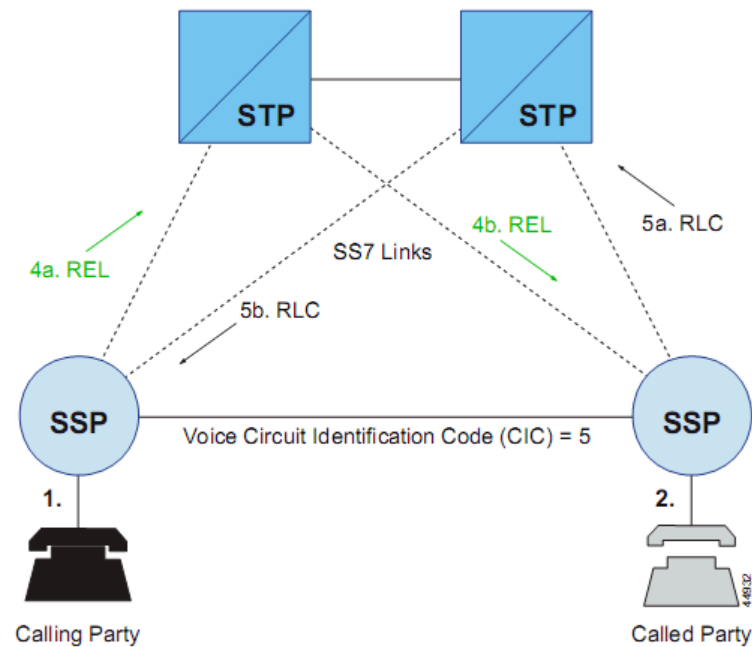 STP
STP
4a. REL
4b. REL
5a. RLC
SS7 Links
5b. RLC
SSP
SSP
Voice Circuit Identification Code (CIC) = 5
1.
2.
44932
Calling Party
Called Party